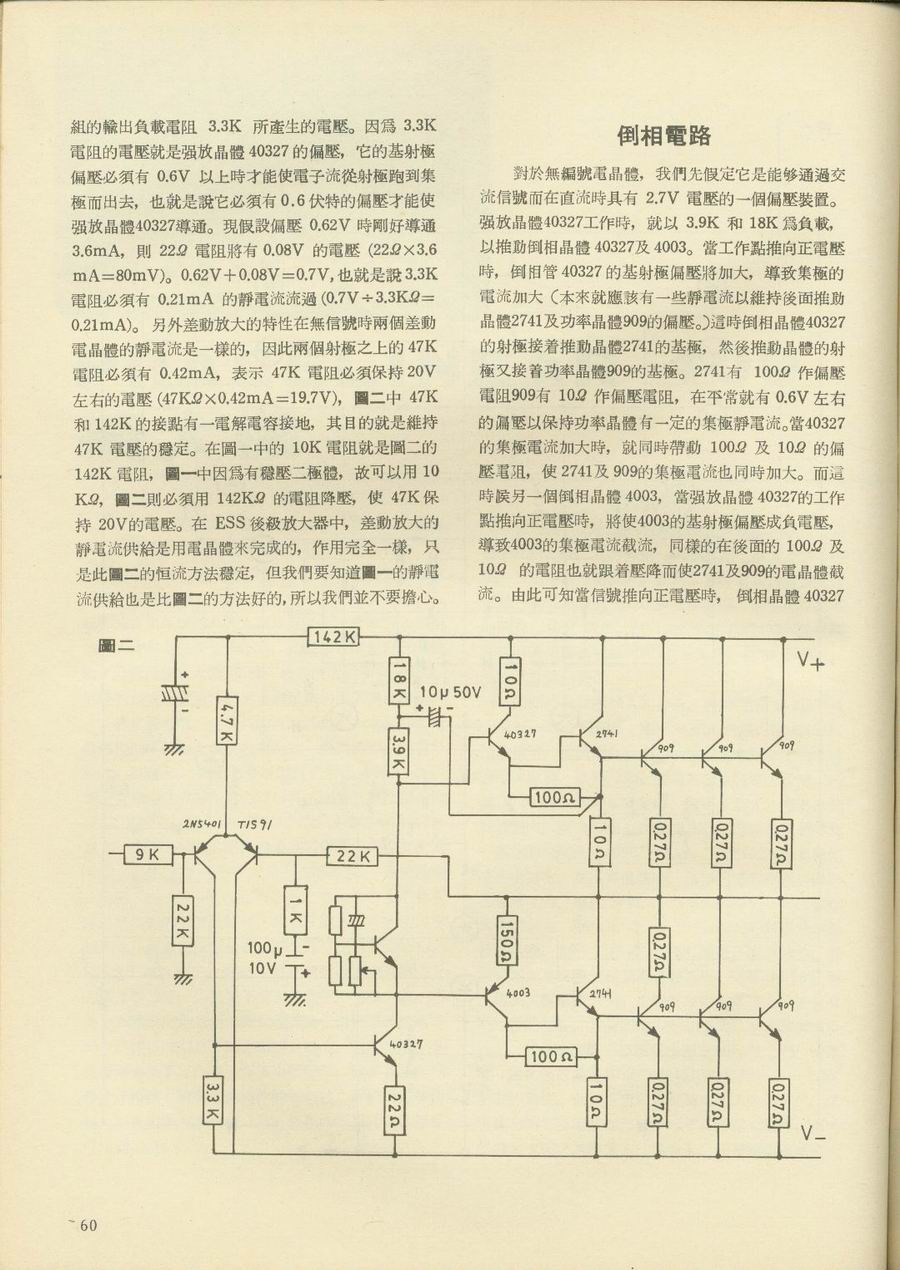 組的輸出負載電阻 3.3K 所產生的電壓。因爲 3.3K
電阻的電壓就是强放晶體 40327 的偏壓，它的基射極
偏壓必須有 0.6V 以上時才能使電子流從射極跑到集
極而出去，也就是說它必須有 0.6 伏特的偏壓才能使
强放晶體40327導通。現假設偏壓 0.62V 時剛好導通
3.6mA，則 22Ω 電阻將有 0.08V 的電壓 (22Ω×3.6
mA=80mV)。0.62V+0.08V=0.7V，也就是說 3.3K
電阻必須有 0.21mA 的靜電流流過 (0.7V÷3.3KΩ=
0.21mA)。 另外差動放大的特性在無信號時兩個差動
電晶體的靜電流是一樣的，因此兩個射極之上的 47K
電阻必須有 0.42mA，表示 47K 電阻必須保持 20V
左右的電壓 (47KΩ×0.42mA=19.7V)，圖二中 47K
和 142K 的接點有一電解電容接地，其目的就是維持
47K 電壓的穩定。在圖一中的 10K 電阻就是圖二的
142K 電阻，圖一中因爲有穩壓二極體，故可以用 10
KΩ，圖二則必須用 142KΩ 的電阻降壓，使 47K 保
持 20V的電壓。在 ESS 後級放大器中，差動放大的
靜電流供給是用電晶體來完成的，作用完全一樣，只
是此圖二的恒流方法穩定，但我們要知道圖一的靜電
流供給也是比圖二的方法好的，所以我們並不要擔心。
倒相電路
對於無編號電晶體，我們先假定它是能够通過交
流信號而在直流時具有 2.7V 電壓的一個偏壓裝置。
强放晶體40327工作時，就以 3.9K 和 18K 爲負載，
以推動倒相晶體 40327及 4003。當工作點推向正電壓
時，倒相管 40327 的基射極偏壓將加大，導致集極的
電流加大（本來就應該有一些靜電流以維持後面推動
晶體2741及功率晶體909的偏壓。）這時倒相晶體40327
的射極接着推動晶體2741的基極，然後推動晶體的射
極又接着功率晶體909的基極。2741有 100Ω 作偏壓
電阻909有 10Ω 作偏壓電阻，在平常就有 0.6V 左右
的偏壓以保持功率晶體有一定的集極靜電流。當40327
的集極電流加大時，就同時帶動 100Ω 及 10Ω 的偏
壓電阻，使 2741及 909的集極電流也同時加大。而這
時候另一個倒相晶體 4003，當强放晶體 40327的工作
點推向正電壓時，將使4003的基射極偏壓成負電壓，
導致4003的集極電流截流，同樣的在後面的 100Ω 及
10Ω 的電阻也就跟着壓降而使2741及909的電晶體截
流。由此可知當信號推向正電壓時， 倒相晶體 40327
圖二
142K
V+
18K
10Ω
10μ 50V
+ -
+
-
4.7K
3.9K
40327
2741
909
909
909
100Ω
2N5401 TIS91
10Ω
0.27Ω
0.27Ω
0.27Ω
9K
22K
22K
1K
150Ω
0.27Ω
100μ
10V
-
+
4003
2741
909
909
909
40327
100Ω
3.3K
22Ω
10Ω
0.27Ω
0.27Ω
0.27Ω
V-
60